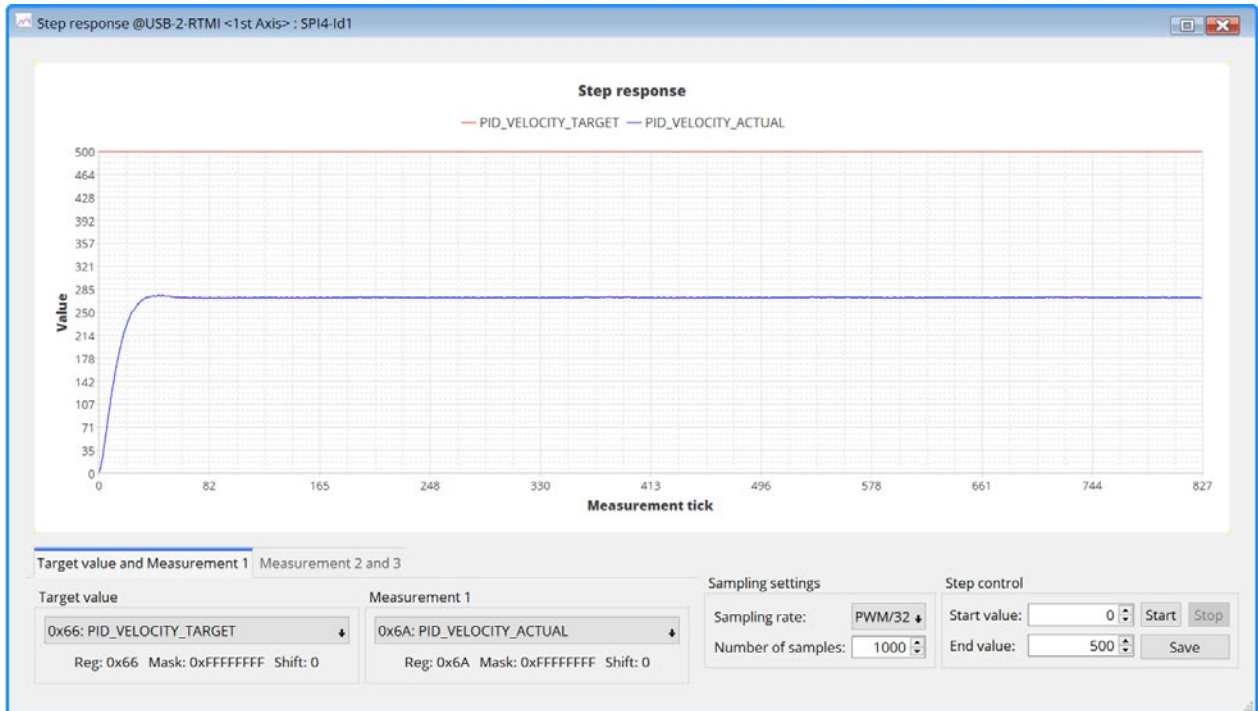 Step response @USB-2-RTMI <1st Axis> : SPI4-Id1
Step response
PID_VELOCITY_TARGET PID_VELOCITY_ACTUAL
500
464
428
392
357
321
285
250
214
178
142
107
71
35
0
Value
0 82 165 248 330 413 496 578 661 744 827
Measurement tick
Target value and Measurement 1 Measurement 2 and 3
Target value
0x66: PID_VELOCITY_TARGET
Reg: 0x66 Mask: 0xFFFFFFFF Shift: 0
Measurement 1
0x6A: PID_VELOCITY_ACTUAL
Reg: 0x6A Mask: 0xFFFFFFFF Shift: 0
Sampling settings
Sampling rate: PWM/32
Number of samples: 1000
Step control
Start value: 0 Start Stop
End value: 500 Save